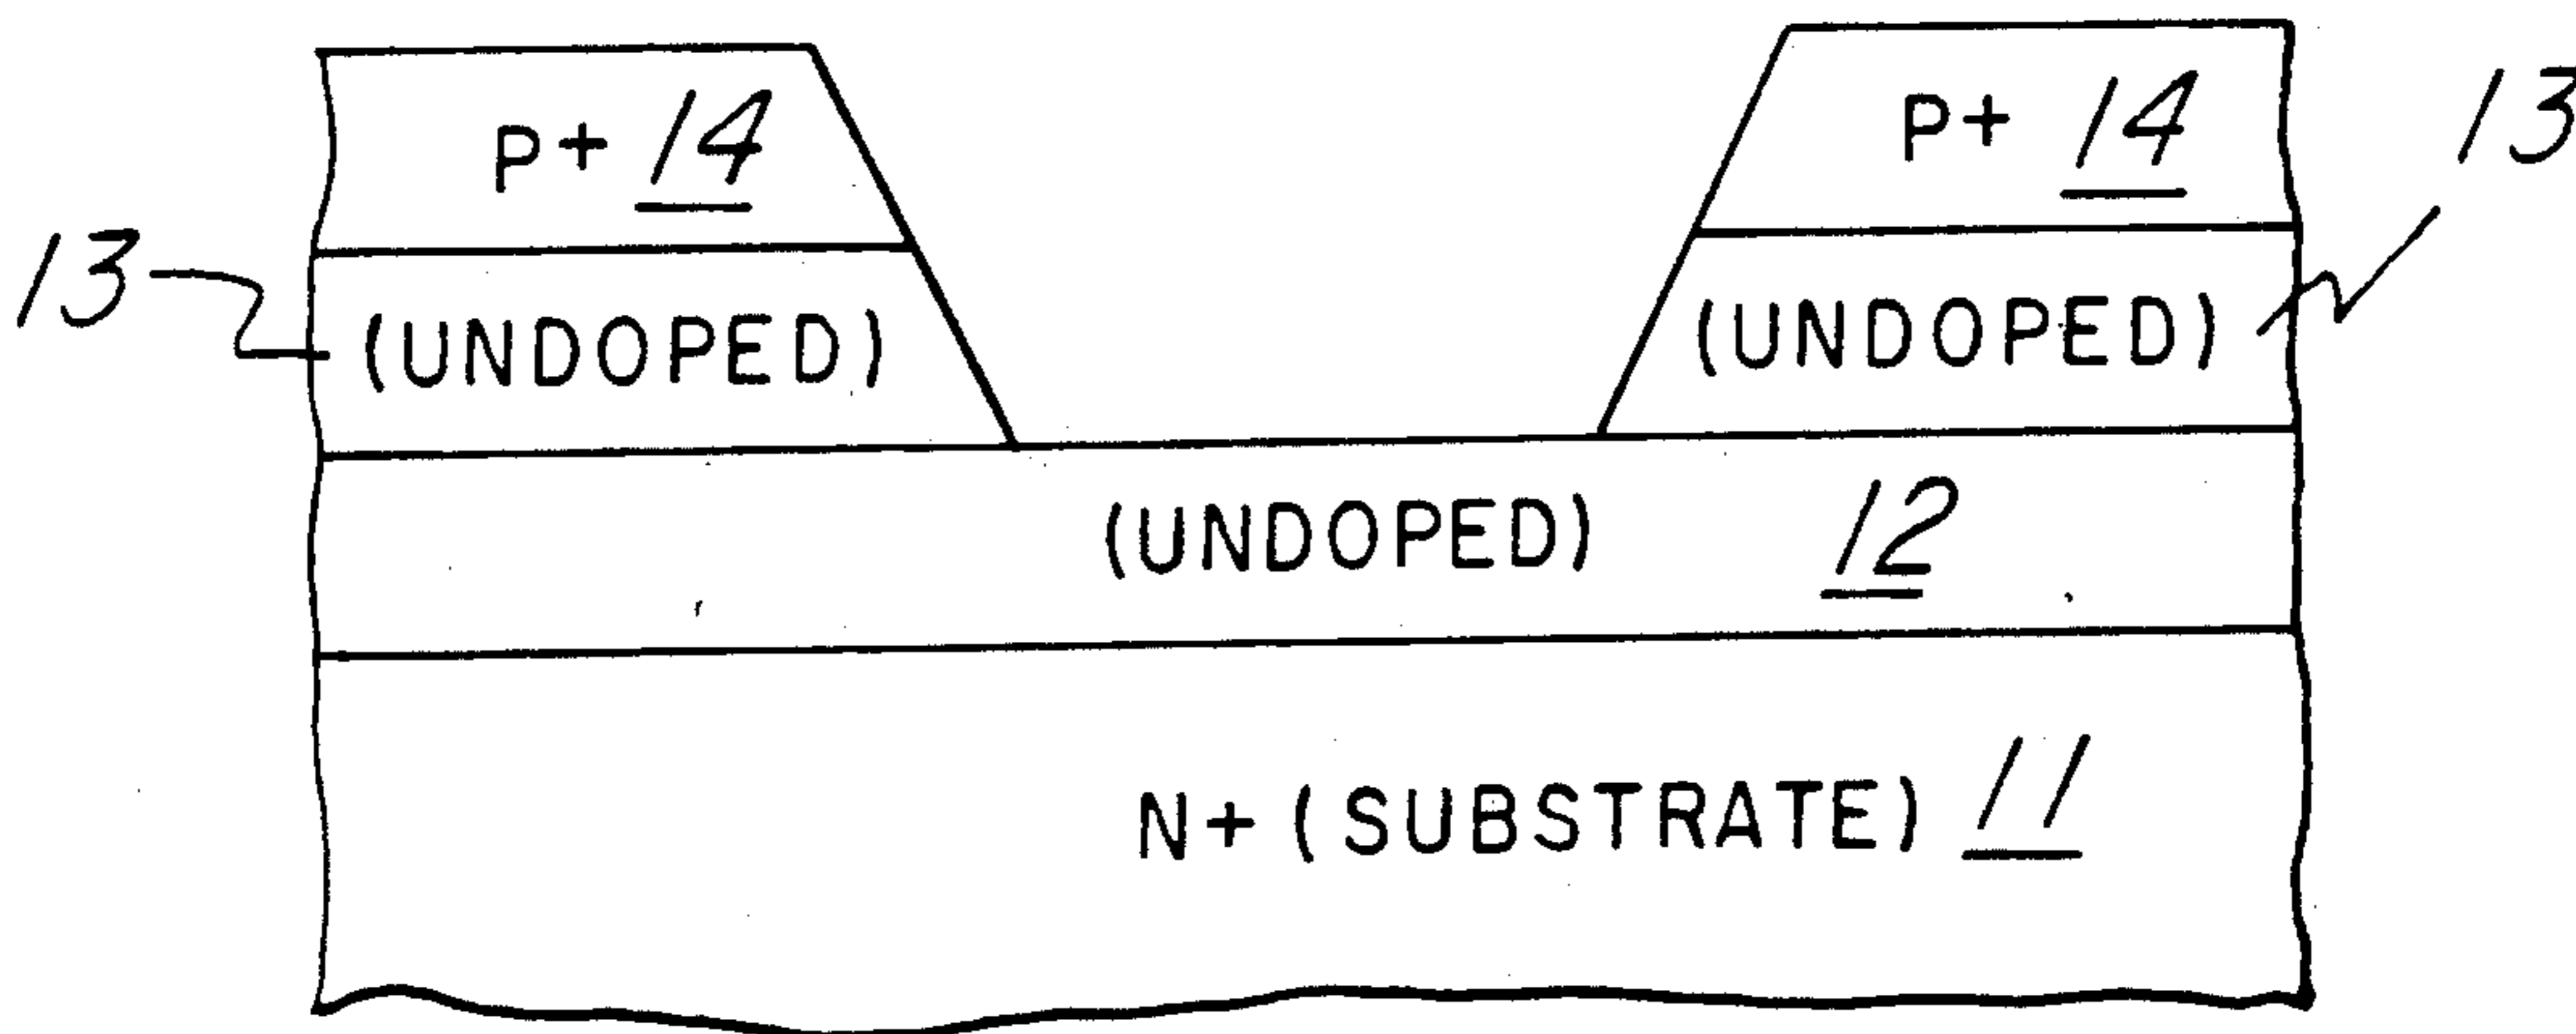 P+ 14
P+ 14
13
13
(UNDOPED)
(UNDOPED)
(UNDOPED) 12
N+ (SUBSTRATE) 11